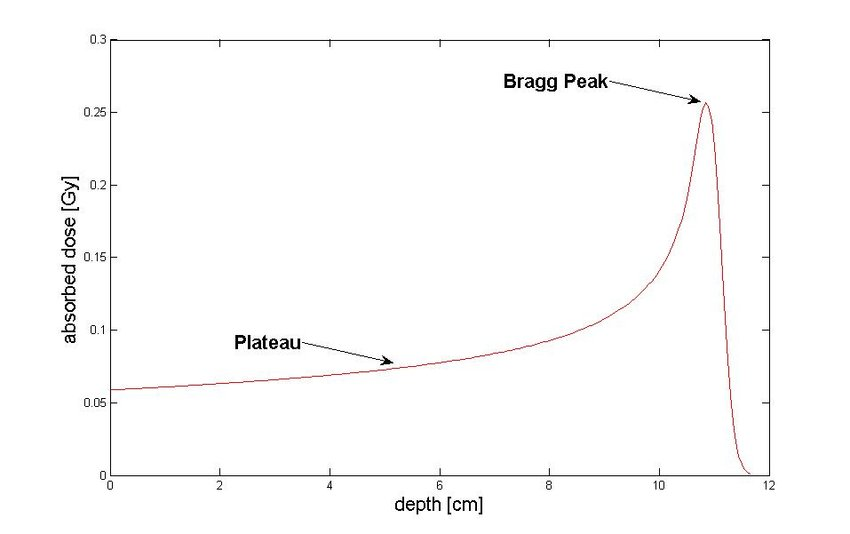 0.3
Bragg Peak
0.25
0.2
0.15
absorbed dose [Gy]
0.1
Plateau
0.05
0
0 2 4 6 8 10 12
depth [cm]